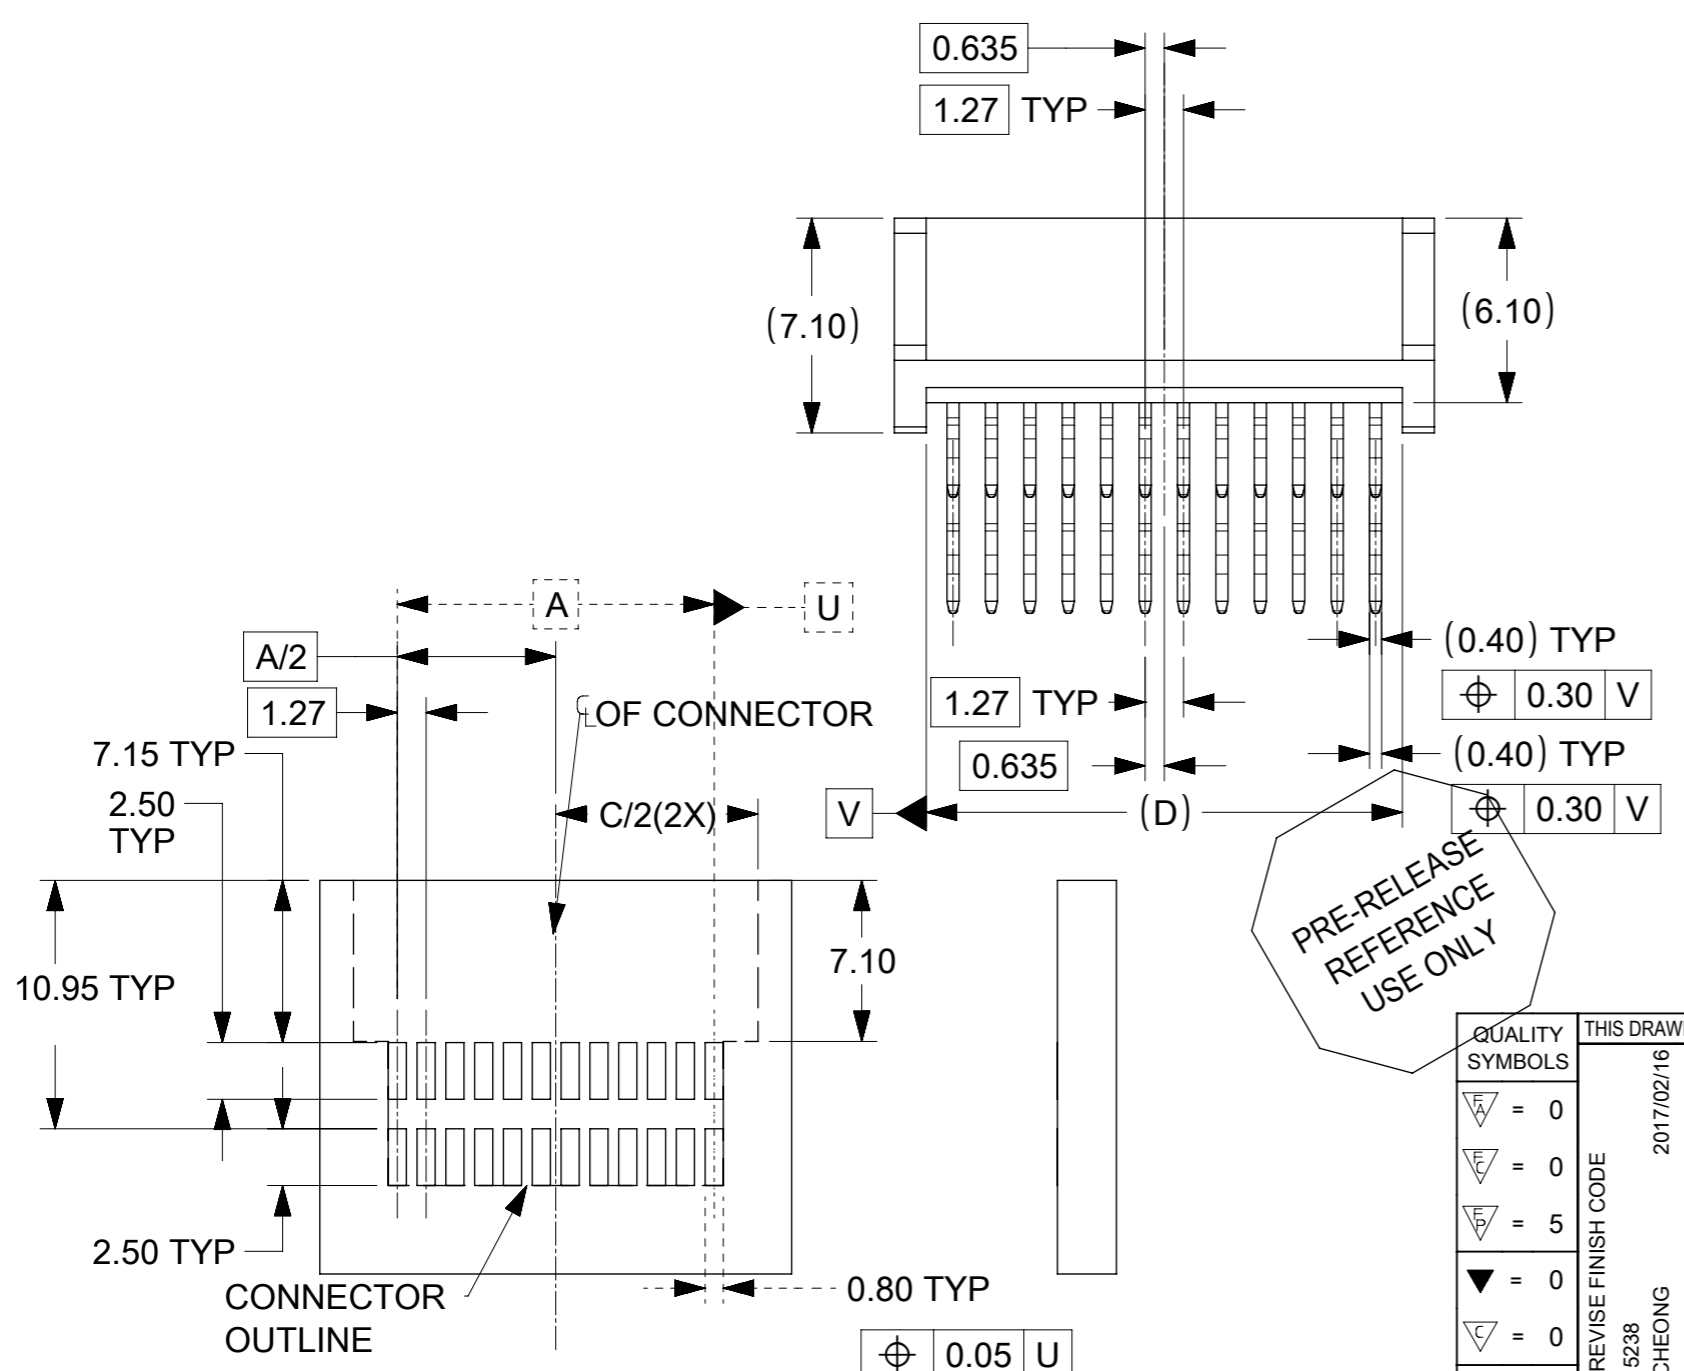 0.635
1.27 TYP
(7.10)
(6.10)
A
U
A/2
1.27
℄ OF CONNECTOR
7.15 TYP
2.50
TYP
C/2(2X)
10.95 TYP
7.10
2.50 TYP
CONNECTOR
OUTLINE
0.80 TYP
⌖ 0.05 U
1.27 TYP
0.635
V
(D)
(0.40) TYP
⌖ 0.30 V
(0.40) TYP
⌖ 0.30 V
PRE-RELEASE
REFERENCE
USE ONLY
QUALITY
SYMBOLS
THIS DRAW
FA = 0
FC = 0
FP = 5
▼ = 0
C = 0
REVISE FINISH CODE
5238
CHEONG
2017/02/16